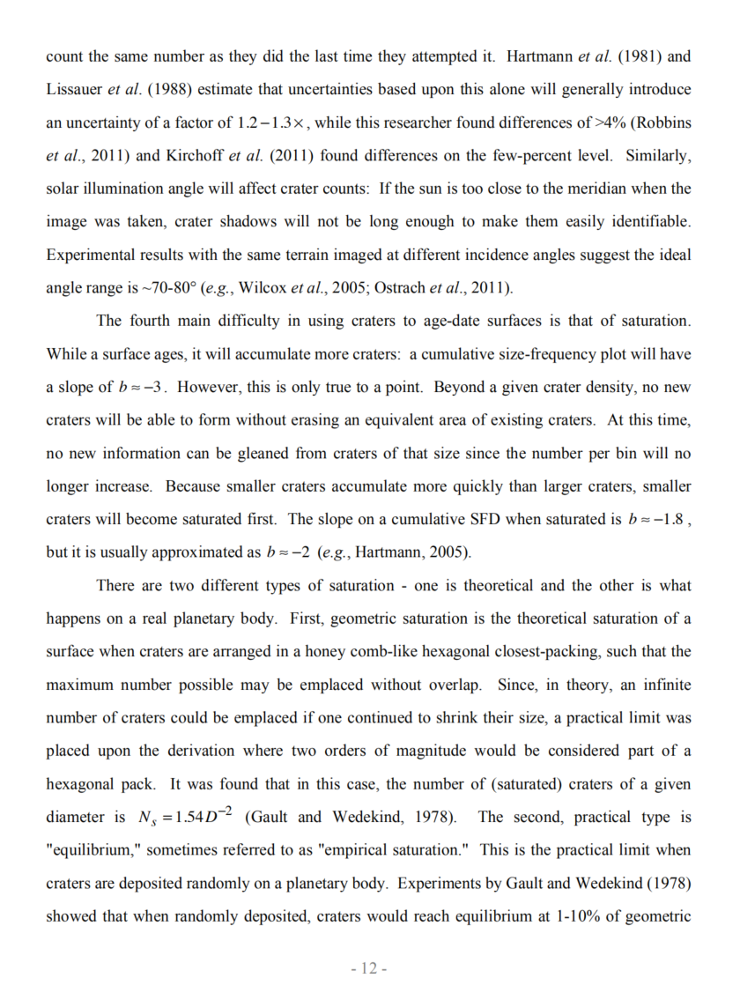 count the same number as they did the last time they attempted it. Hartmann et al. (1981) and
Lissauer et al. (1988) estimate that uncertainties based upon this alone will generally introduce
an uncertainty of a factor of 1.2−1.3×, while this researcher found differences of >4% (Robbins
et al., 2011) and Kirchoff et al. (2011) found differences on the few-percent level. Similarly,
solar illumination angle will affect crater counts: If the sun is too close to the meridian when the
image was taken, crater shadows will not be long enough to make them easily identifiable.
Experimental results with the same terrain imaged at different incidence angles suggest the ideal
angle range is ~70-80° (e.g., Wilcox et al., 2005; Ostrach et al., 2011).
The fourth main difficulty in using craters to age-date surfaces is that of saturation.
While a surface ages, it will accumulate more craters: a cumulative size-frequency plot will have
a slope of b ≈ −3. However, this is only true to a point. Beyond a given crater density, no new
craters will be able to form without erasing an equivalent area of existing craters. At this time,
no new information can be gleaned from craters of that size since the number per bin will no
longer increase. Because smaller craters accumulate more quickly than larger craters, smaller
craters will become saturated first. The slope on a cumulative SFD when saturated is b ≈ −1.8 ,
but it is usually approximated as b ≈ −2 (e.g., Hartmann, 2005).
There are two different types of saturation - one is theoretical and the other is what
happens on a real planetary body. First, geometric saturation is the theoretical saturation of a
surface when craters are arranged in a honey comb-like hexagonal closest-packing, such that the
maximum number possible may be emplaced without overlap. Since, in theory, an infinite
number of craters could be emplaced if one continued to shrink their size, a practical limit was
placed upon the derivation where two orders of magnitude would be considered part of a
hexagonal pack. It was found that in this case, the number of (saturated) craters of a given
diameter is Nₛ = 1.54D⁻² (Gault and Wedekind, 1978). The second, practical type is
"equilibrium," sometimes referred to as "empirical saturation." This is the practical limit when
craters are deposited randomly on a planetary body. Experiments by Gault and Wedekind (1978)
showed that when randomly deposited, craters would reach equilibrium at 1-10% of geometric
- 12 -